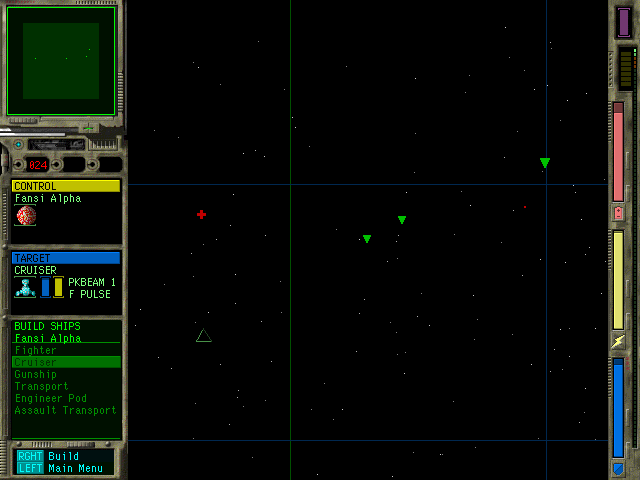 024
CONTROL
Fansi Alpha
TARGET
CRUISER
PKBEAM 1
F PULSE
BUILD SHIPS
Fansi Alpha
Fighter
Cruiser
Gunship
Transport
Engineer Pod
Assault Transport
RGHT Build
LEFT Main Menu